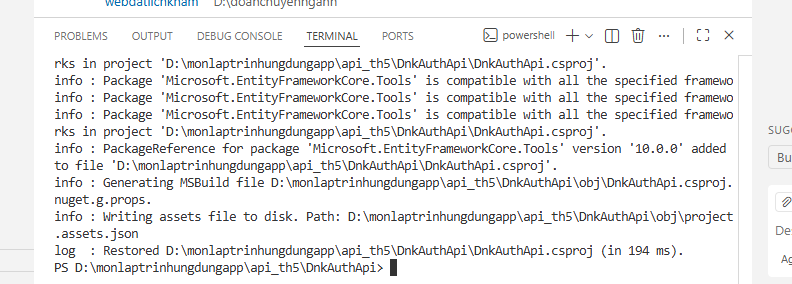 webdatlichkham D:\doanchuyenngành
PROBLEMS OUTPUT DEBUG CONSOLE TERMINAL PORTS powershell
rks in project 'D:\monlaptrinhungdungapp\api_th5\DnkAuthApi\DnkAuthApi.csproj'.
info : Package 'Microsoft.EntityFrameworkCore.Tools' is compatible with all the specified framewo
info : Package 'Microsoft.EntityFrameworkCore.Tools' is compatible with all the specified framewo
info : Package 'Microsoft.EntityFrameworkCore.Tools' is compatible with all the specified framewo
rks in project 'D:\monlaptrinhungdungapp\api_th5\DnkAuthApi\DnkAuthApi.csproj'.
info : PackageReference for package 'Microsoft.EntityFrameworkCore.Tools' version '10.0.0' added
to file 'D:\monlaptrinhungdungapp\api_th5\DnkAuthApi\DnkAuthApi.csproj'.
info : Generating MSBuild file D:\monlaptrinhungdungapp\api_th5\DnkAuthApi\obj\DnkAuthApi.csproj.
nuget.g.props.
info : Writing assets file to disk. Path: D:\monlaptrinhungdungapp\api_th5\DnkAuthApi\obj\project
.assets.json
log  : Restored D:\monlaptrinhungdungapp\api_th5\DnkAuthApi\DnkAuthApi.csproj (in 194 ms).
PS D:\monlaptrinhungdungapp\api_th5\DnkAuthApi>
SUG
Bu
Des
Ag